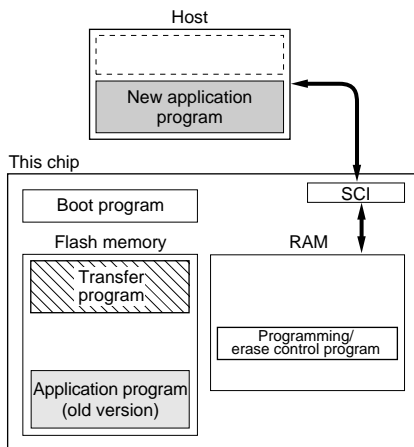 Host
New application
program
This chip
SCI
Boot program
Flash memory
RAM
Transfer
program
Programming/
erase control program
Application program
(old version)